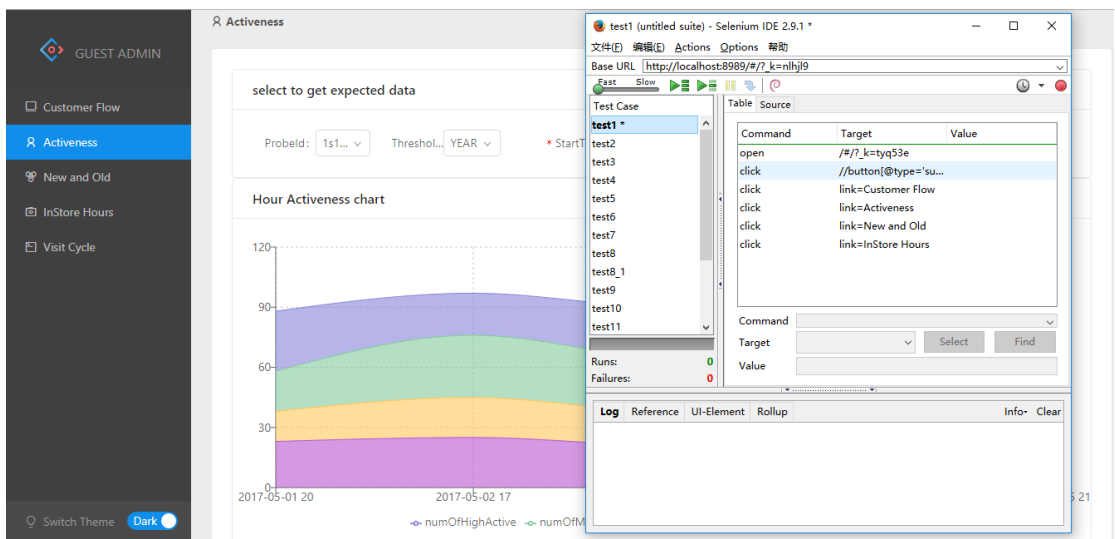 Activeness
GUEST ADMIN
Customer Flow
Activeness
New and Old
InStore Hours
Visit Cycle
Switch Theme Dark
select to get expected data
ProbeId: 1s1... Threshol... YEAR * StartT
Hour Activeness chart
120
90
60
30
0
2017-05-01 20 2017-05-02 17
numOfHighActive numOfM
5 21
test1 (untitled suite) - Selenium IDE 2.9.1 *
文件(F) 编辑(E) Actions Options 帮助
Base URL http://localhost:8989/#/?_k=nlhjl9
Fast Slow
Test Case
test1 *
test2
test3
test4
test5
test6
test7
test8
test8_1
test9
test10
test11
Runs: 0
Failures: 0
Table Source
Command Target Value
open /#/?_k=tyq53e
click //button[@type='su...
click link=Customer Flow
click link=Activeness
click link=New and Old
click link=InStore Hours
Command
Target Select Find
Value
Log Reference UI-Element Rollup Info Clear